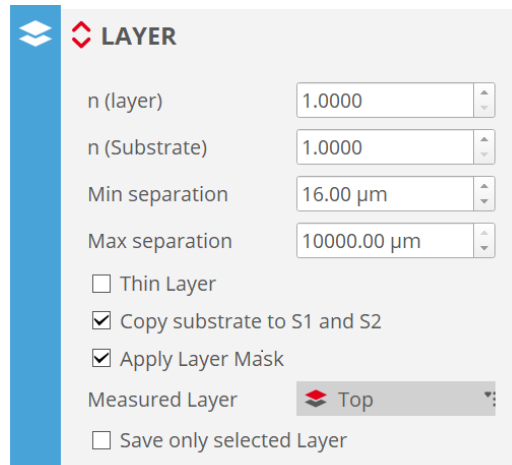 LAYER
n (layer) 1.0000
n (Substrate) 1.0000
Min separation 16.00 µm
Max separation 10000.00 µm
Thin Layer
Copy substrate to S1 and S2
Apply Layer Mask
Measured Layer Top
Save only selected Layer